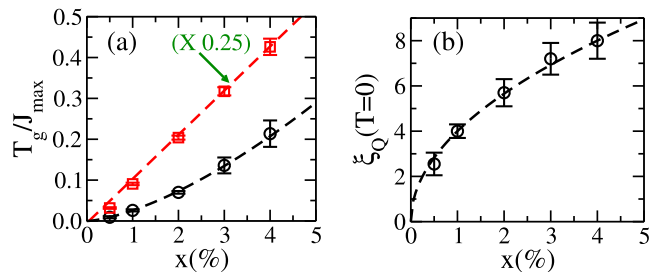 0.5
0.4
0.3
0.2
0.1
0.0
T_g/J_max
(a)
(X 0.25)
0 1 2 3 4 5
x(%)
8
6
4
2
0
ξ_Q(T=0)
(b)
0 1 2 3 4 5
x(%)